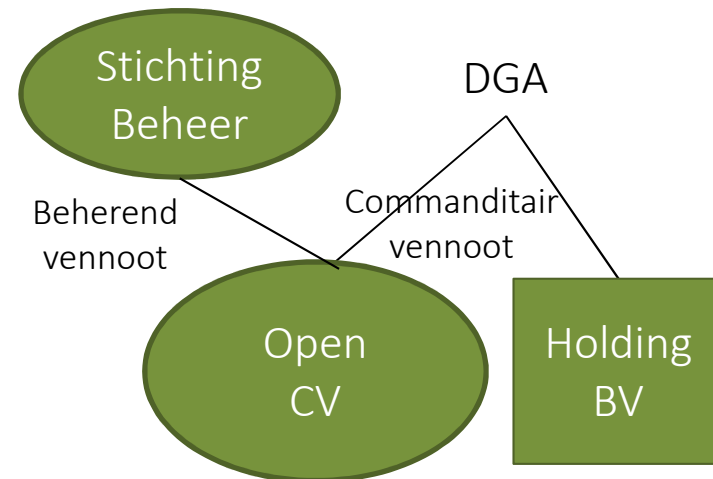 Stichting
Beheer
DGA
Beherend
vennoot
Commanditair
vennoot
Open
CV
Holding
BV